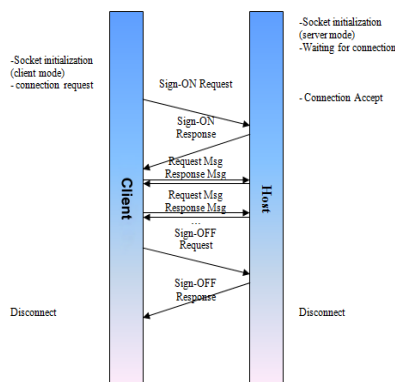 -Socket initialization
(server mode)
-Waiting for connection
-Socket initialization
(client mode)
- connection request
Sign-ON Request
- Connection Accept
Sign-ON
Response
Request Msg
Response Msg
Client
Host
Request Msg
Response Msg
...
Sign-OFF
Request
Sign-OFF
Response
Disconnect
Disconnect